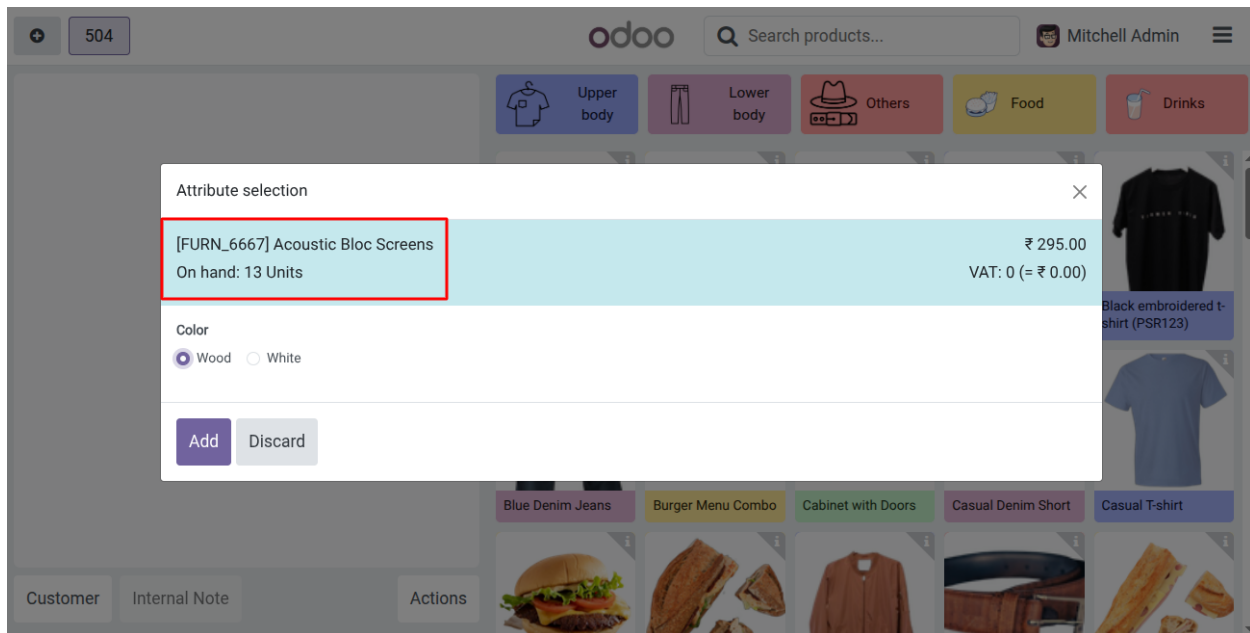 504
odoo
Search products...
Mitchell Admin
Upper
body
Lower
body
Others
Food
Drinks
Attribute selection
[FURN_6667] Acoustic Bloc Screens
₹ 295.00
On hand: 13 Units
VAT: 0 (= ₹ 0.00)
Color
Wood
White
Add
Discard
Black embroidered t-
shirt (PSR123)
Blue Denim Jeans
Burger Menu Combo
Cabinet with Doors
Casual Denim Short
Casual T-shirt
Customer
Internal Note
Actions